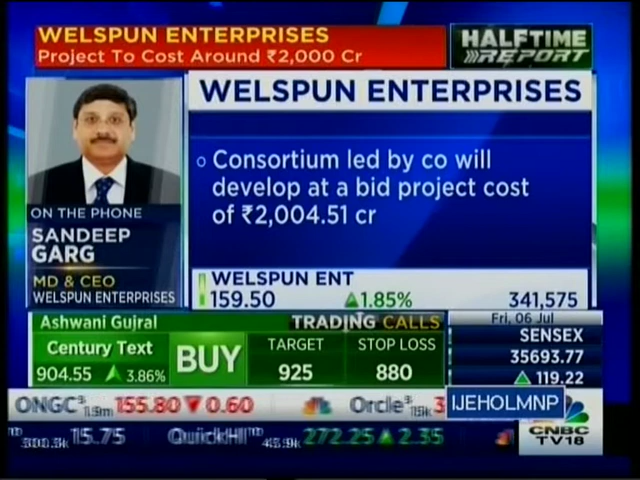 WELSPUN ENTERPRISES
Project To Cost Around ₹2,000 Cr
HALFTIME
REPORT
WELSPUN ENTERPRISES
Consortium led by co will
develop at a bid project cost
of ₹2,004.51 cr
ON THE PHONE
SANDEEP
GARG
MD & CEO
WELSPUN ENTERPRISES
WELSPUN ENT
159.50 ▲1.85% 341,575
Ashwani Gujral TRADING CALLS
Century Text
904.55 3.86%
BUY
TARGET
925
STOP LOSS
880
Fri, 06 Jul
SENSEX
35693.77
▲ 119.22
ONGC 155.80 ▼ 0.60 Orcle 3
IJEHOLMNP
15.75 QuickHl 272.25 ▲ 2.35
CNBC
TV18